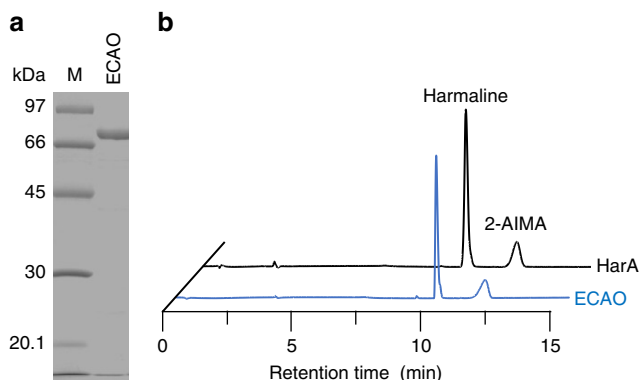 a
b
kDa M ECAO
97
66
45
30
20.1
Harmaline
2-AIMA
HarA
ECAO
0 5 10 15
Retention time (min)